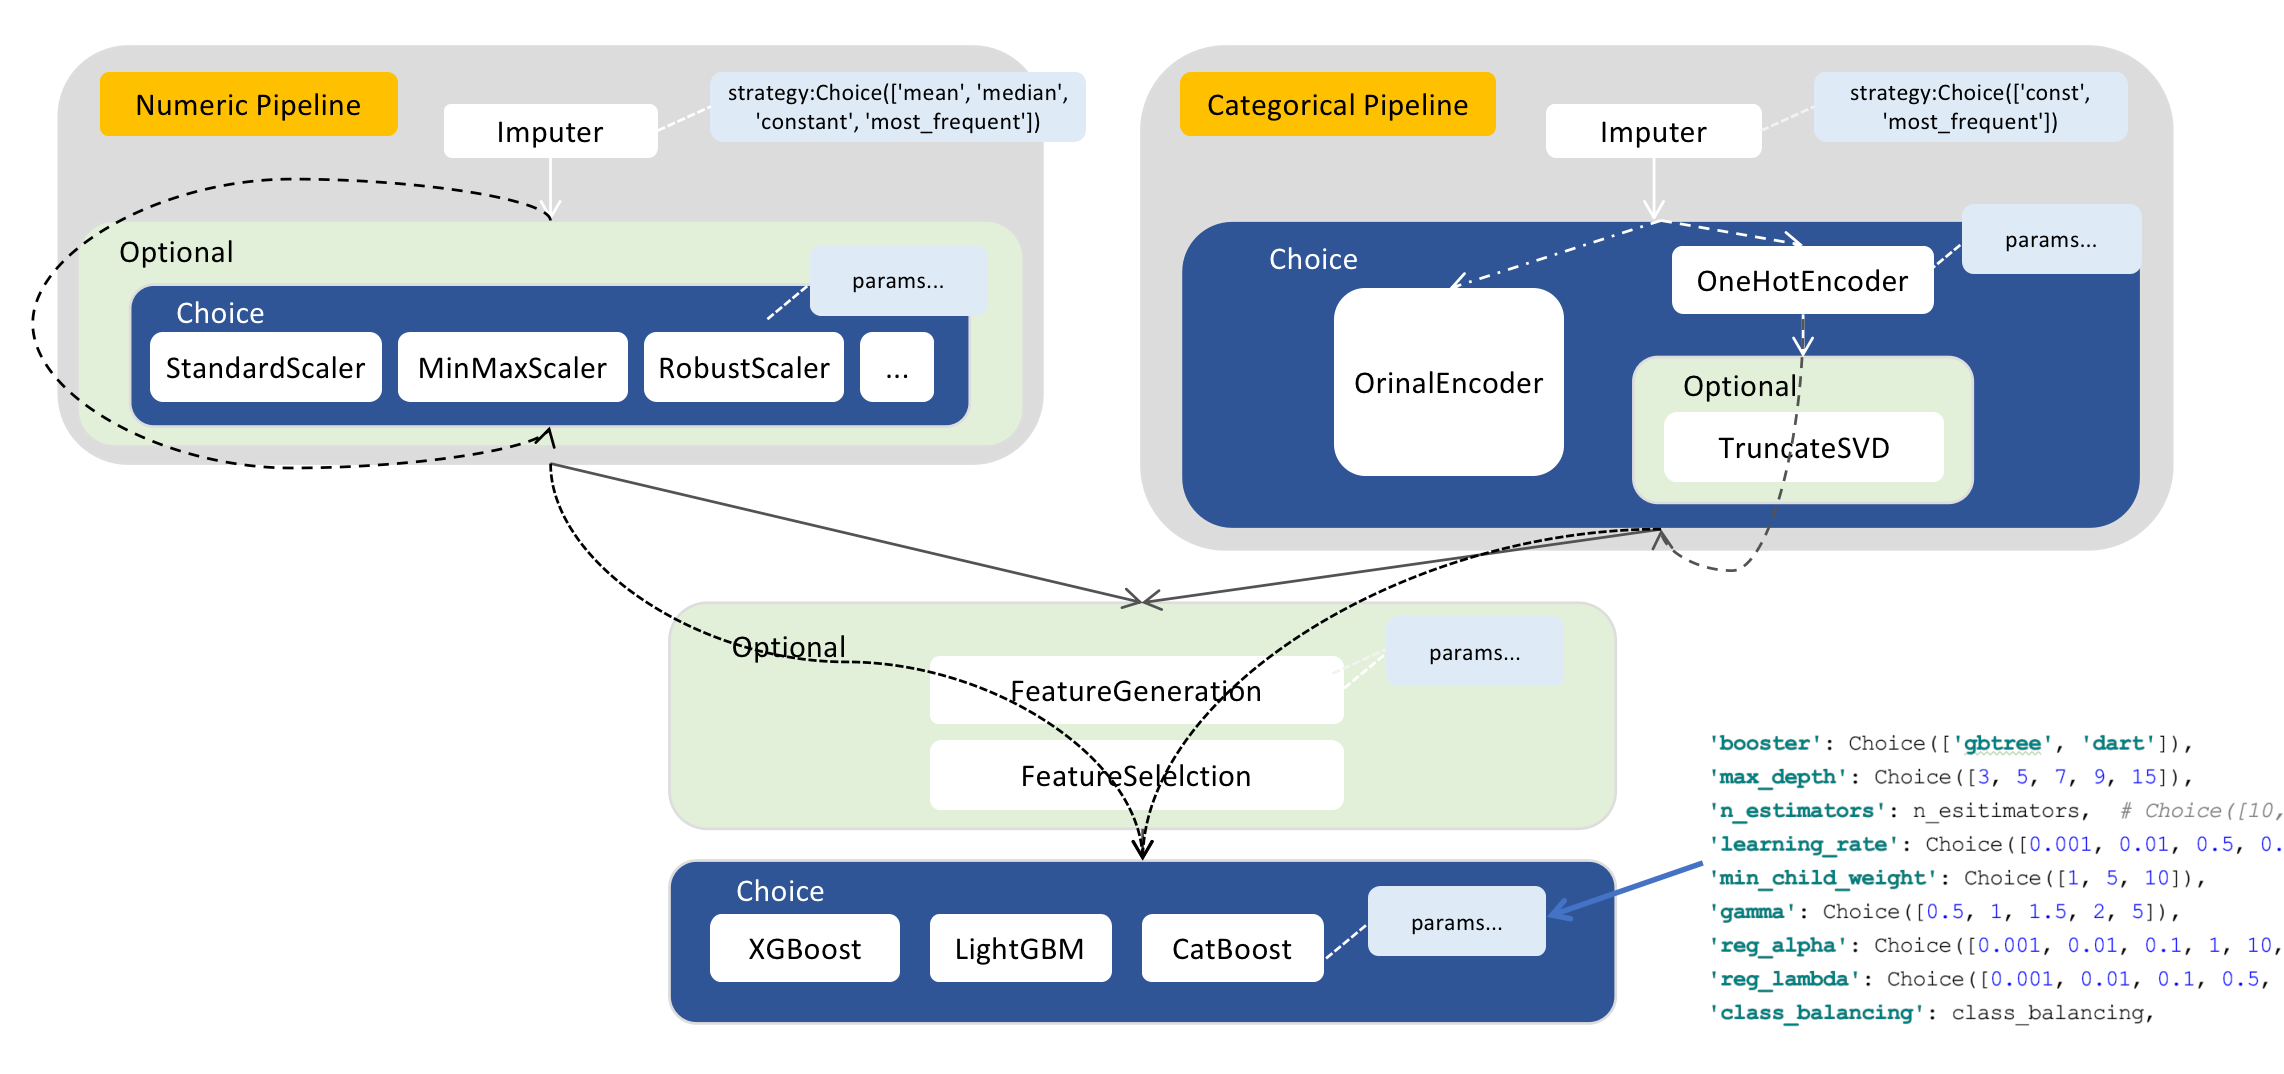 Numeric Pipeline
Imputer
strategy:Choice(['mean', 'median',
'constant', 'most_frequent'])
Optional
params...
Choice
StandardScaler
MinMaxScaler
RobustScaler
...
Categorical Pipeline
Imputer
strategy:Choice(['const',
'most_frequent'])
Choice
params...
OneHotEncoder
OrinalEncoder
Optional
TruncateSVD
Optional
params...
FeatureGeneration
FeatureSelelction
Choice
XGBoost
LightGBM
CatBoost
params...
'booster': Choice(['gbtree', 'dart']),
'max_depth': Choice([3, 5, 7, 9, 15]),
'n_estimators': n_esitimators,  # Choice([10,
'learning_rate': Choice([0.001, 0.01, 0.5, 0.
'min_child_weight': Choice([1, 5, 10]),
'gamma': Choice([0.5, 1, 1.5, 2, 5]),
'reg_alpha': Choice([0.001, 0.01, 0.1, 1, 10,
'reg_lambda': Choice([0.001, 0.01, 0.1, 0.5,
'class_balancing': class_balancing,